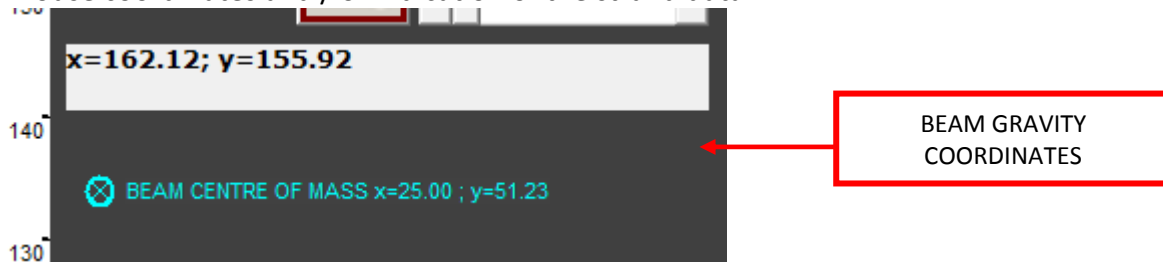 x=162.12; y=155.92
140
BEAM GRAVITY
COORDINATES
BEAM CENTRE OF MASS x=25.00 ; y=51.23
130